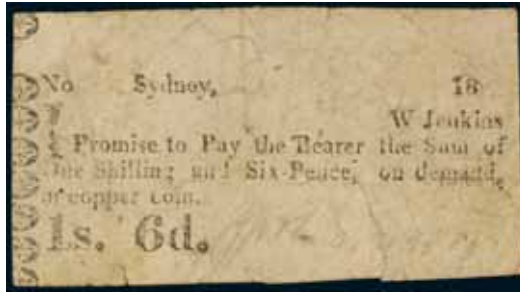 No Sydney, 18
W Jenkins
I Promise to Pay the Bearer the Sum of
One Shilling and Six-Pence, on demand,
in copper coin.
1s. 6d.